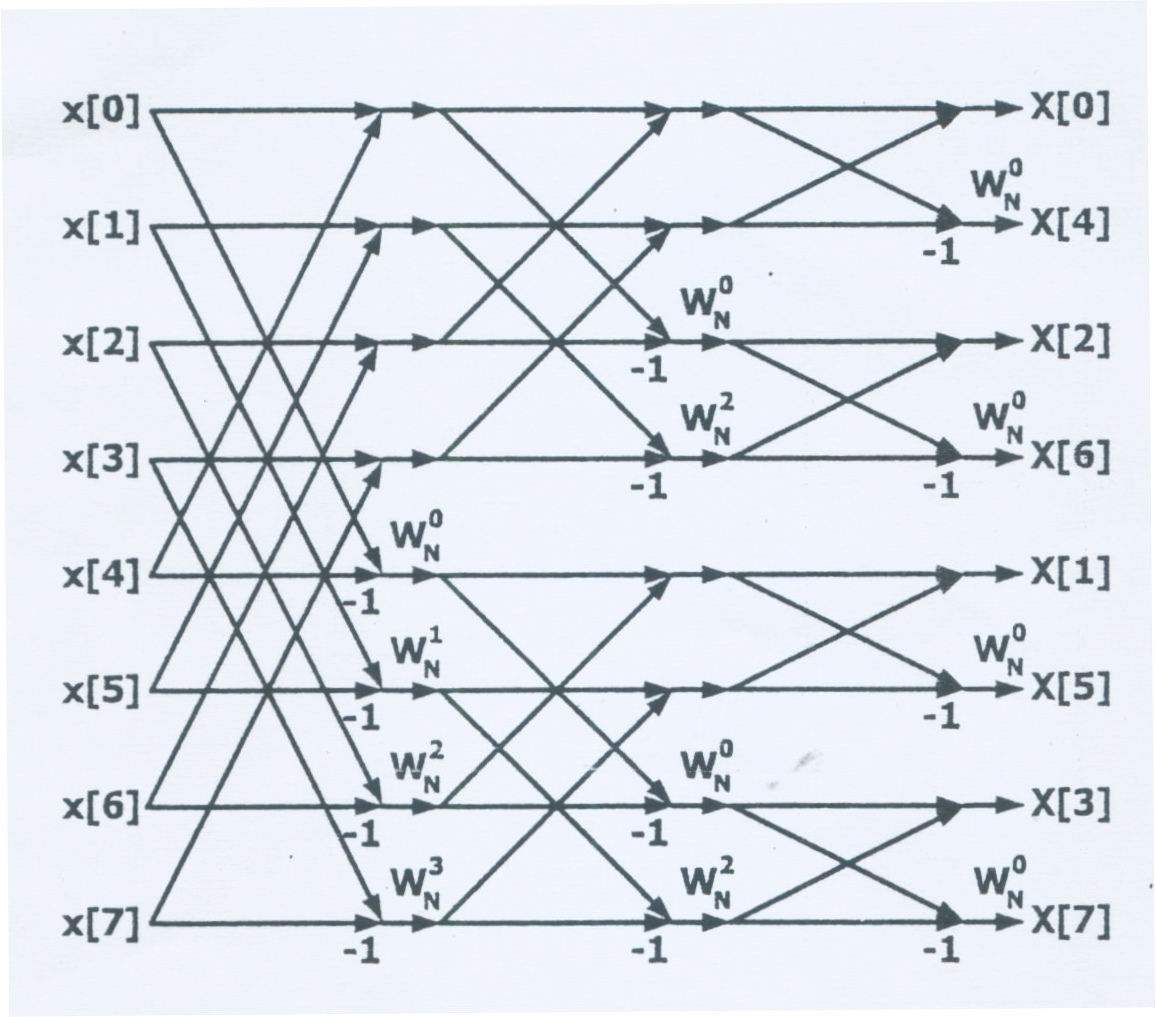 x[0] X[0]
W_N^0
x[1] X[4]
-1
W_N^0
x[2] X[2]
-1
W_N^2 W_N^0
x[3] X[6]
-1 -1
W_N^0
x[4] X[1]
-1
W_N^1 W_N^0
x[5] X[5]
-1 -1
W_N^2 W_N^0
x[6] X[3]
-1 -1
W_N^3 W_N^2 W_N^0
x[7] X[7]
-1 -1 -1